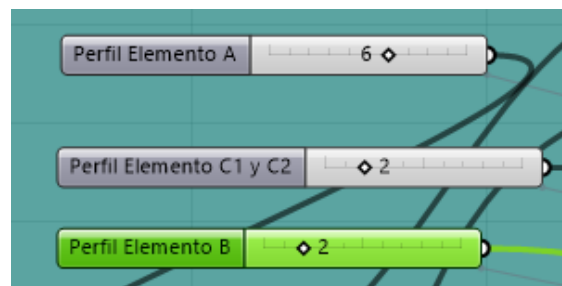 Perfil Elemento A 6
Perfil Elemento C1 y C2 2
Perfil Elemento B 2